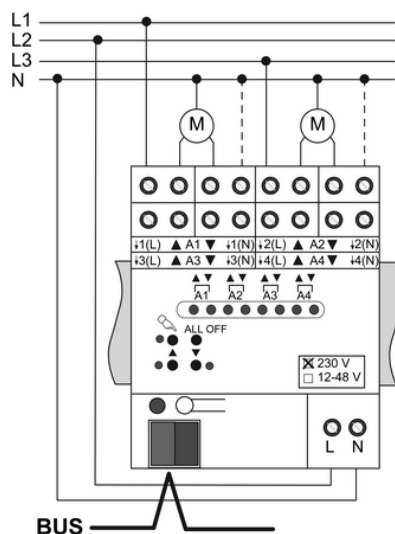 L1
L2
L3
N
M M
↓1(L) ▲ A1 ▼ ↓1(N) ↓2(L) ▲ A2 ▼ ↓2(N)
↓3(L) ▲ A3 ▼ ↓3(N) ↓4(L) ▲ A4 ▼ ↓4(N)
▲▼ ▲▼ ▲▼ ▲▼
A1 A2 A3 A4
ALL OFF
▲ ▼
☒ 230 V
☐ 12-48 V
L N
BUS